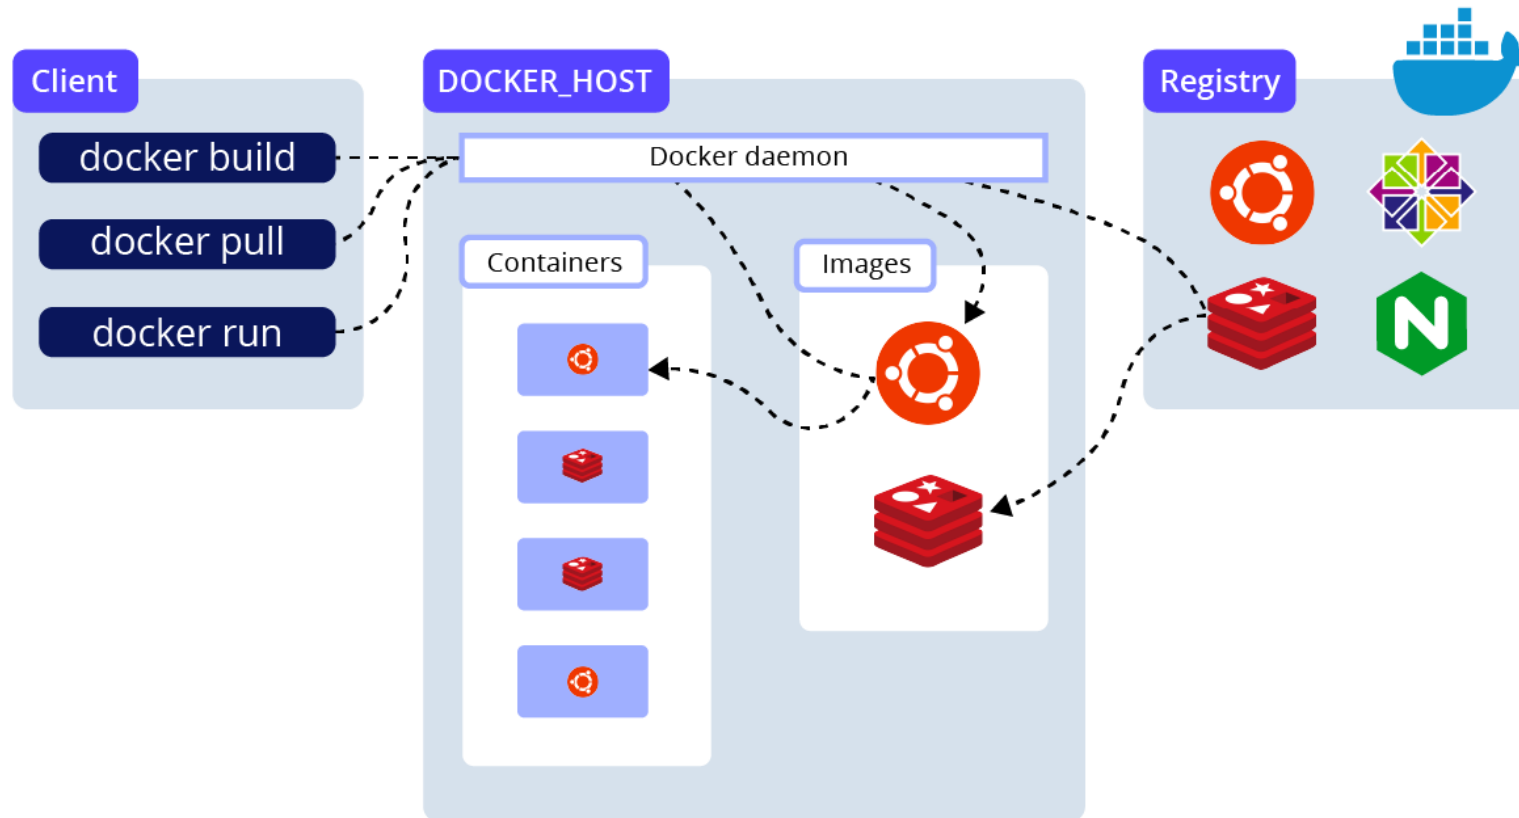 Client
docker build
docker pull
docker run
DOCKER_HOST
Docker daemon
Containers
Images
Registry
N